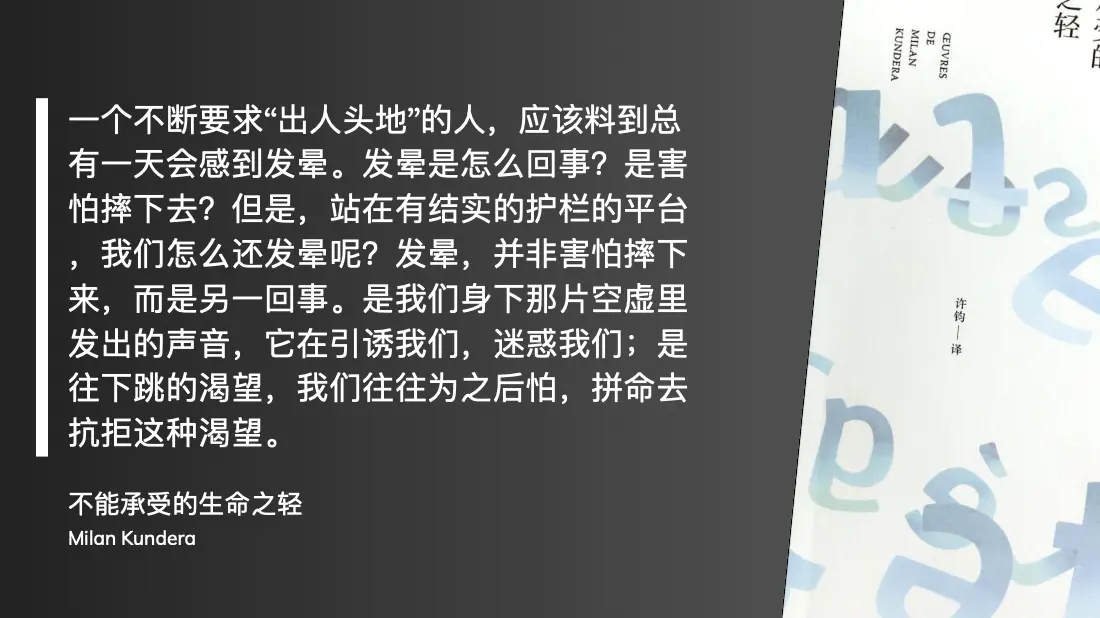 一个不断要求“出人头地”的人，应该料到总
有一天会感到发晕。发晕是怎么回事？是害
怕摔下去？但是，站在有结实的护栏的平台
，我们怎么还发晕呢？发晕，并非害怕摔下
来，而是另一回事。是我们身下那片空虚里
发出的声音，它在引诱我们，迷惑我们；是
往下跳的渴望，我们往往为之后怕，拼命去
抗拒这种渴望。
不能承受的生命之轻
Milan Kundera
之轻
ŒUVRES
DE
MILAN
KUNDERA
许钧—译